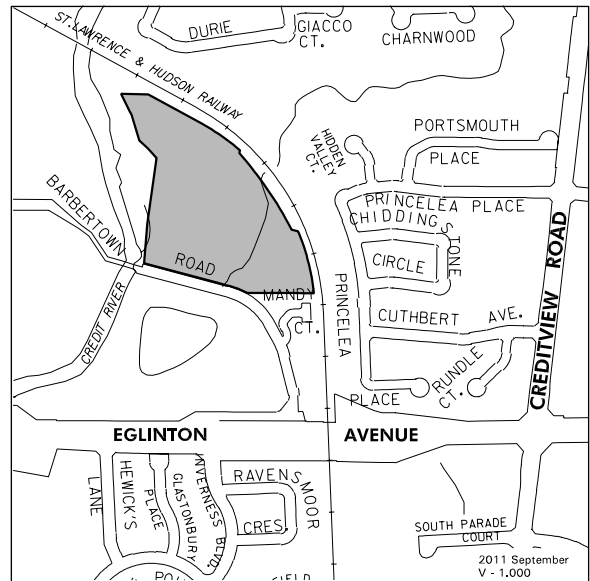 DURIE
GIACCO
CT.
CHARNWOOD
ST. LAWRENCE & HUDSON RAILWAY
PORTSMOUTH
PLACE
HIDDEN
VALLEY
CT.
BARBERTOWN
ROAD
PRINCELEA PLACE
CHIDDINGSTONE
CIRCLE
CREDITVIEW ROAD
CREDIT RIVER
MANDY
CT.
PRINCELEA
PLACE
CUTHBERT AVE.
RUNDLE
CT.
EGLINTON AVENUE
HEWICK'S
LANE
GLASTONBURY
PLACE
INVERNESS BLVD.
RAVENSMOOR
CRES.
SOUTH PARADE
COURT
2011 September
V - 1.000